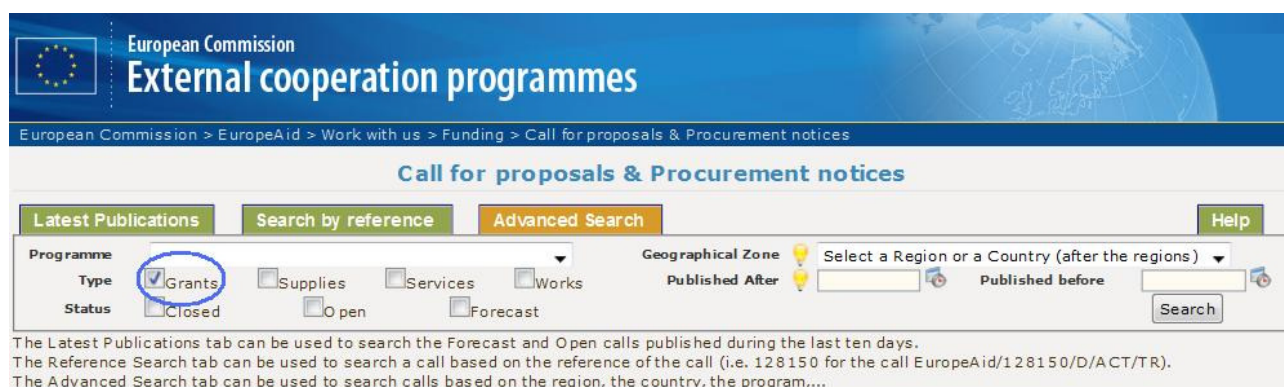 European Commission
External cooperation programmes
European Commission > EuropeAid > Work with us > Funding > Call for proposals & Procurement notices
Call for proposals & Procurement notices
Latest Publications Search by reference Advanced Search Help
Programme Geographical Zone Select a Region or a Country (after the regions)
Type Grants Supplies Services Works Published After Published before
Status Closed Open Forecast Search
The Latest Publications tab can be used to search the Forecast and Open calls published during the last ten days.
The Reference Search tab can be used to search a call based on the reference of the call (i.e. 128150 for the call EuropeAid/128150/D/ACT/TR).
The Advanced Search tab can be used to search calls based on the region, the country, the program,...